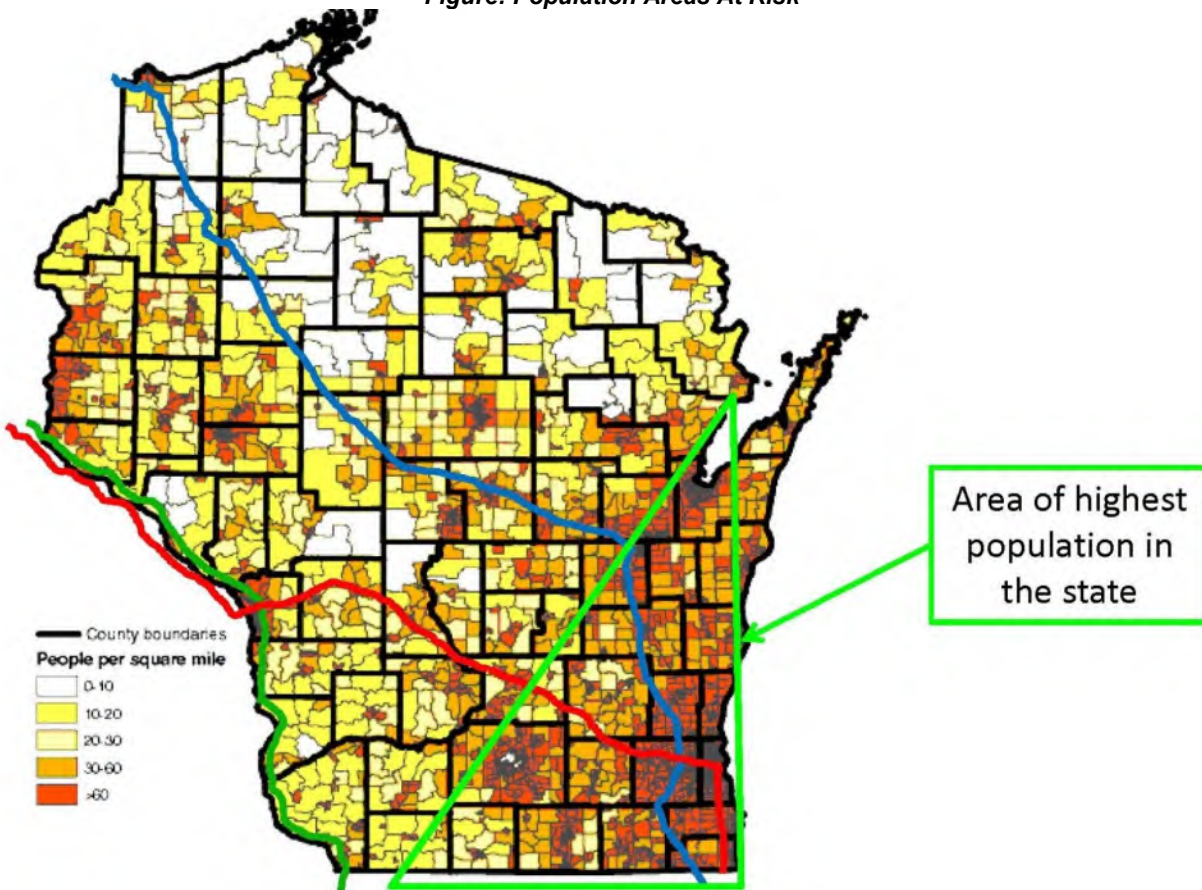 Figure: Population Areas At Risk
Area of highest
population in
the state
County boundaries
People per square mile
0-10
10-20
20-30
30-60
>60